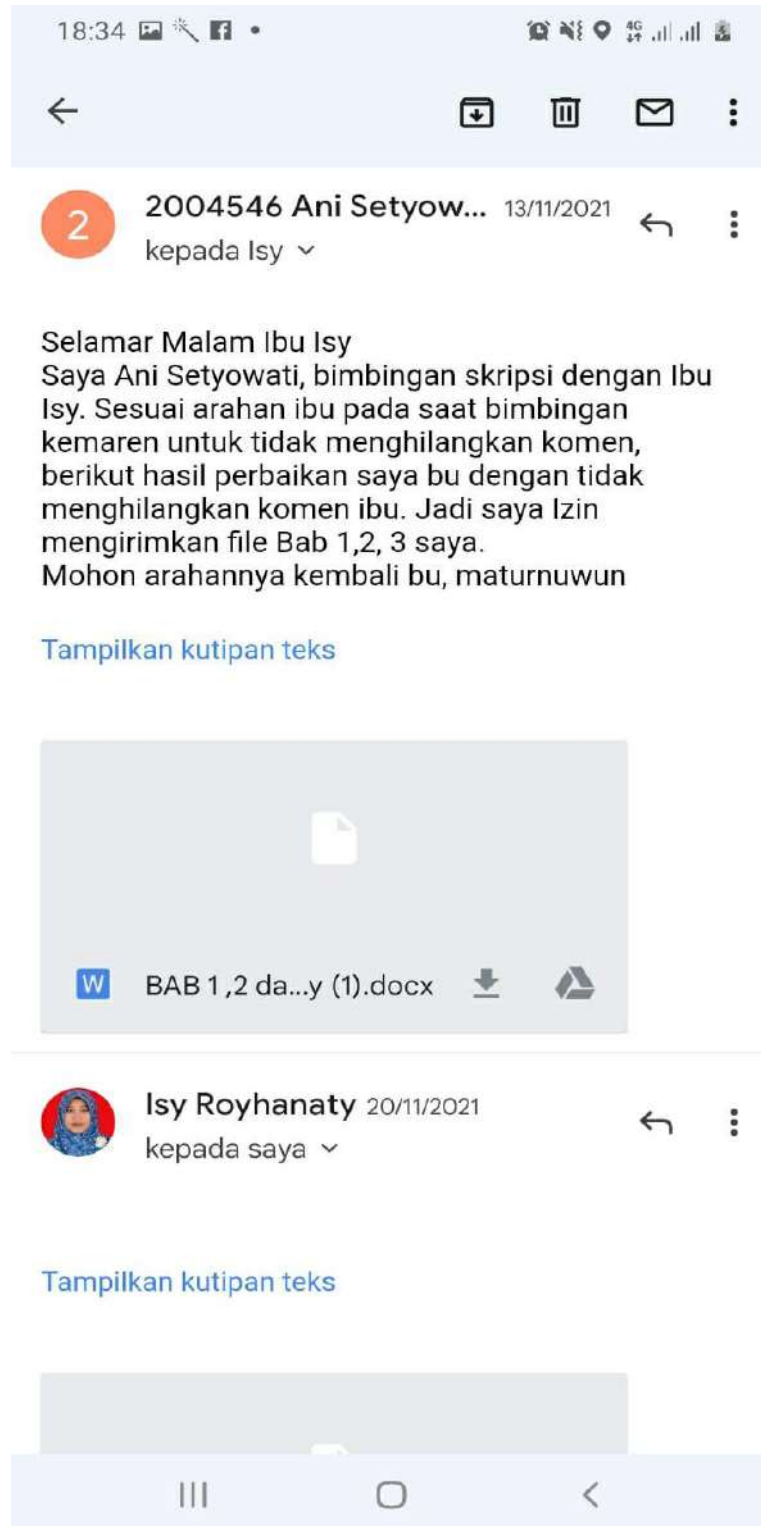 18:34
4G
2
2004546 Ani Setyow... 13/11/2021
kepada Isy
Selamar Malam Ibu Isy
Saya Ani Setyowati, bimbingan skripsi dengan Ibu
Isy. Sesuai arahan ibu pada saat bimbingan
kemaren untuk tidak menghilangkan komen,
berikut hasil perbaikan saya bu dengan tidak
menghilangkan komen ibu. Jadi saya Izin
mengirimkan file Bab 1,2, 3 saya.
Mohon arahannya kembali bu, maturnuwun
Tampilkan kutipan teks
W BAB 1 ,2 da...y (1).docx
Isy Royhanaty 20/11/2021
kepada saya
Tampilkan kutipan teks